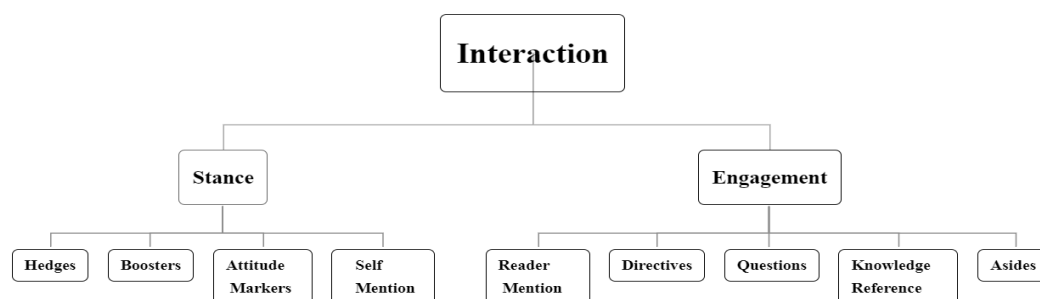 Interaction
Stance
Engagement
Hedges
Boosters
Attitude
Markers
Self
Mention
Reader
Mention
Directives
Questions
Knowledge
Reference
Asides